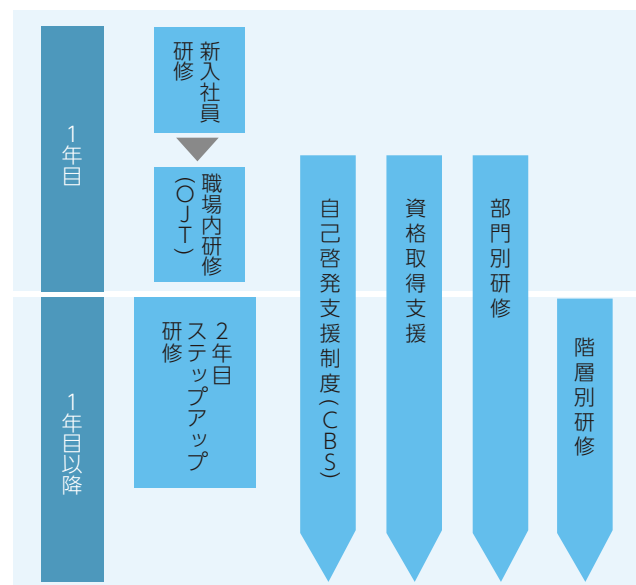 1年目
新入社員
研修
職場内研修
(OJT)
自己啓発支援制度(CBS)
資格取得支援
部門別研修
1年目以降
2年目
ステップアップ
研修
階層別研修